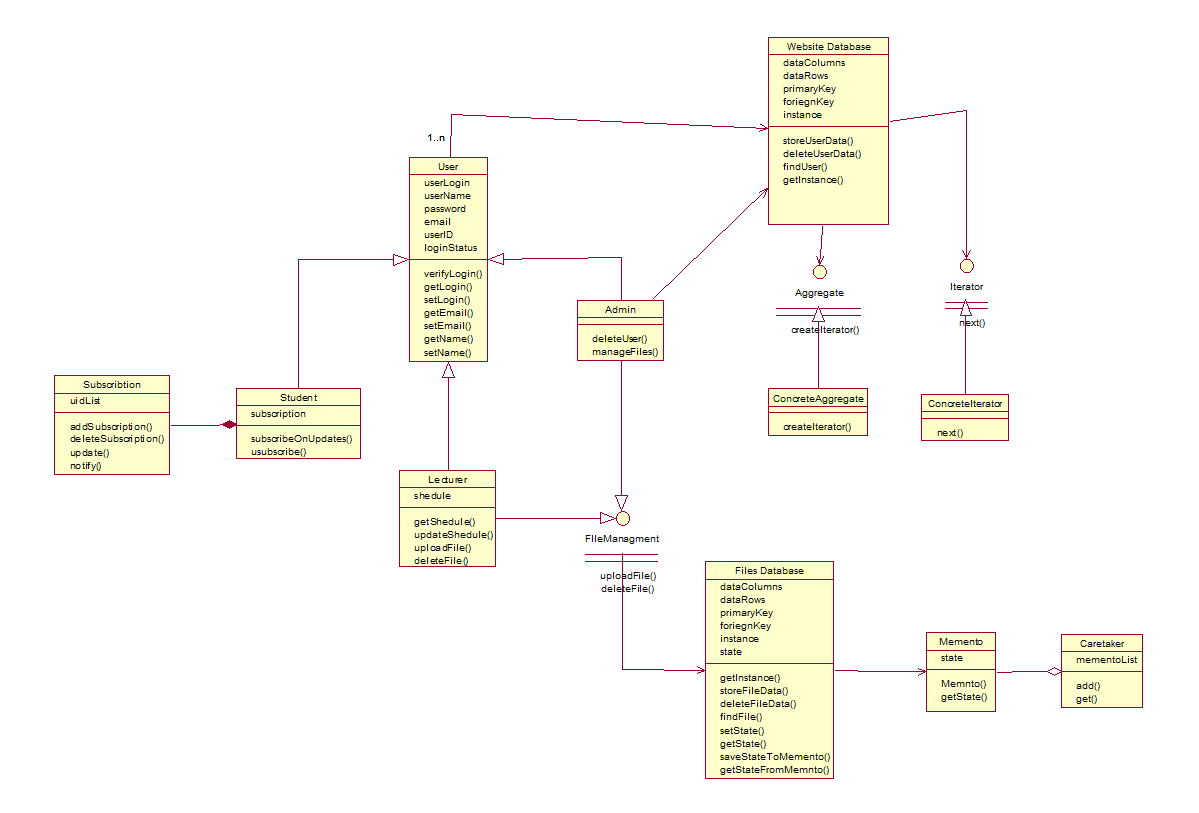 Website Database
dataColumns
dataRows
primaryKey
foriegnKey
instance
storeUserData()
deleteUserData()
findUser()
getInstance()
1..n
User
userLogin
userName
password
email
userID
loginStatus
verifyLogin()
getLogin()
setLogin()
getEmail()
setEmail()
getName()
setName()
Admin
deleteUser()
manageFiles()
Aggregate
createIterator()
Iterator
next()
Subscribtion
uidList
addSubscription()
deleteSubscription()
update()
notify()
Student
subscription
subscribeOnUpdates()
usubscribe()
ConcreteAggregate
createIterator()
ConcreteIterator
next()
Lecturer
shedule
getShedule()
updateShedule()
uploadFile()
deleteFile()
FIleManagment
uploadFile()
deleteFile()
Files Database
dataColumns
dataRows
primaryKey
foriegnKey
instance
state
getInstance()
storeFileData()
deleteFileData()
findFile()
setState()
getState()
saveStateToMemento()
getStateFromMemnto()
Memento
state
Memnto()
getState()
Caretaker
mementoList
add()
get()